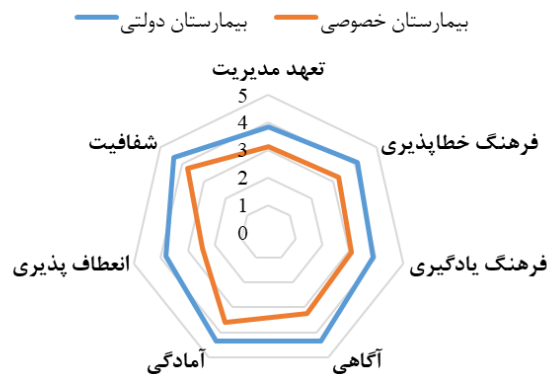 بیمارستان خصوصی بیمارستان دولتی
تعهد مدیریت
5
4
3
2
1
0
فرهنگ خطاپذیری
فرهنگ یادگیری
آگاهی
آمادگی
انعطاف پذیری
شفافیت